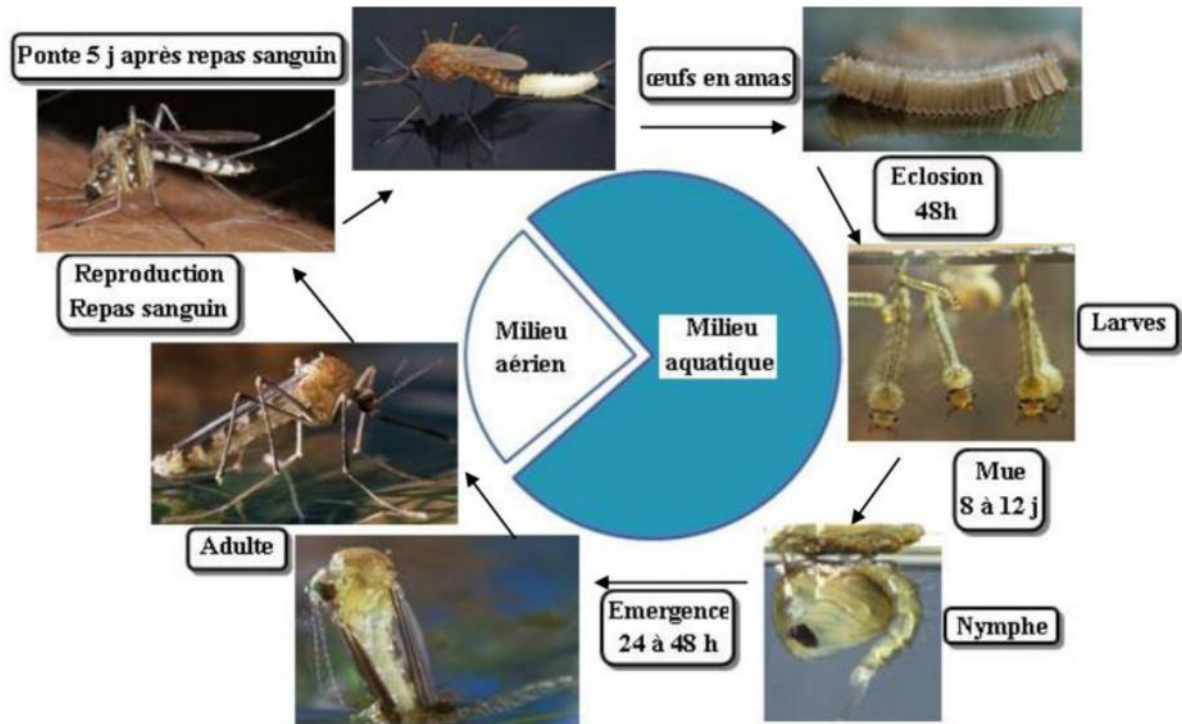 Ponte 5 j après repas sanguin
œufs en amas
Eclosion
48h
Larves
Mue
8 à 12 j
Nymphe
Emergence
24 à 48 h
Adulte
Reproduction
Repas sanguin
Milieu
aérien
Milieu
aquatique